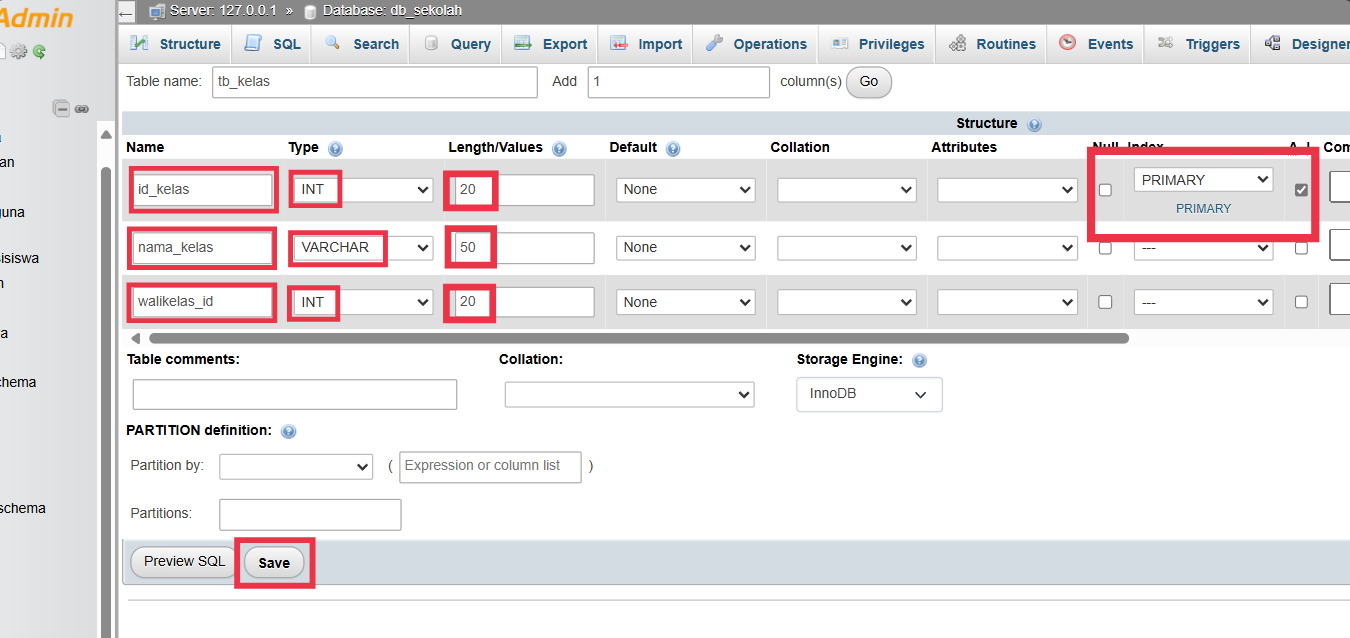 Admin
Server: 127.0.0.1 » Database: db_sekolah
Structure SQL Search Query Export Import Operations Privileges Routines Events Triggers Designer
Table name: tb_kelas Add 1 column(s) Go
Structure
Name Type Length/Values Default Collation Attributes Null Index A_I Com
id_kelas INT 20 None PRIMARY
PRIMARY
nama_kelas VARCHAR 50 None ---
walikelas_id INT 20 None ---
Table comments: Collation: Storage Engine:
InnoDB
PARTITION definition:
Partition by: ( Expression or column list )
Partitions:
Preview SQL Save
an
una
sisiswa
a
chema
schema